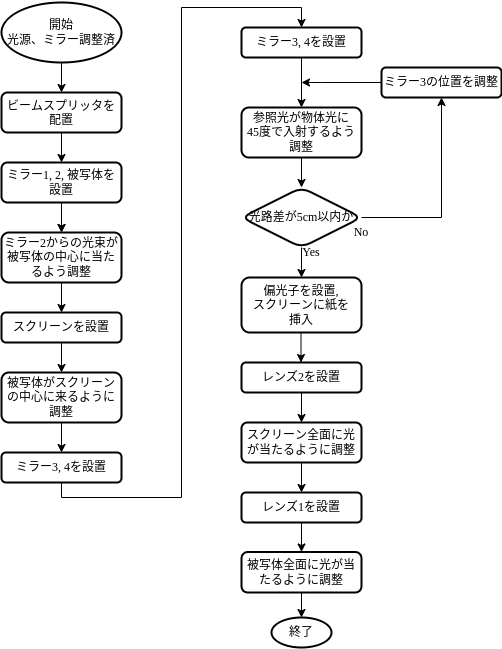 開始
光源、ミラー調整済
ビームスプリッタを
配置
ミラー1, 2, 被写体を
設置
ミラー2からの光束が
被写体の中心に当た
るよう調整
スクリーンを設置
被写体がスクリーン
の中心に来るように
調整
ミラー3, 4を設置
ミラー3, 4を設置
ミラー3の位置を調整
参照光が物体光に
45度で入射するよう
調整
光路差が5cm以内か
No
Yes
偏光子を設置,
スクリーンに紙を
挿入
レンズ2を設置
スクリーン全面に光
が当たるように調整
レンズ1を設置
被写体全面に光が当
たるように調整
終了